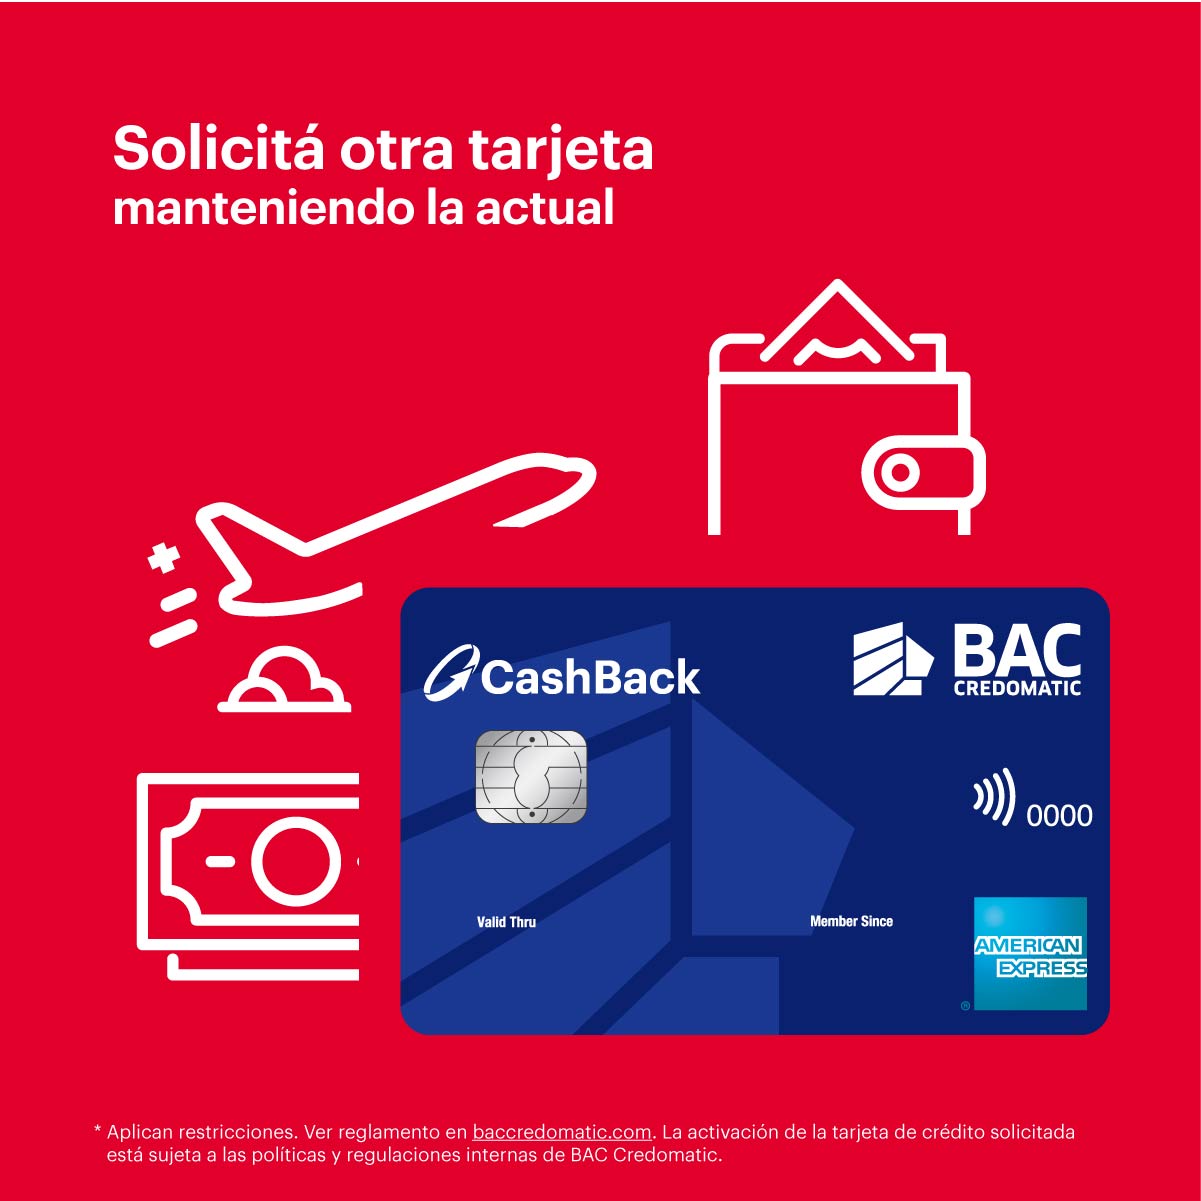 Solicitá otra tarjeta
manteniendo la actual
CashBack
BAC
CREDOMATIC
0000
Valid Thru
Member Since
AMERICAN
EXPRESS
®
* Aplican restricciones. Ver reglamento en baccredomatic.com. La activación de la tarjeta de crédito solicitada
está sujeta a las políticas y regulaciones internas de BAC Credomatic.